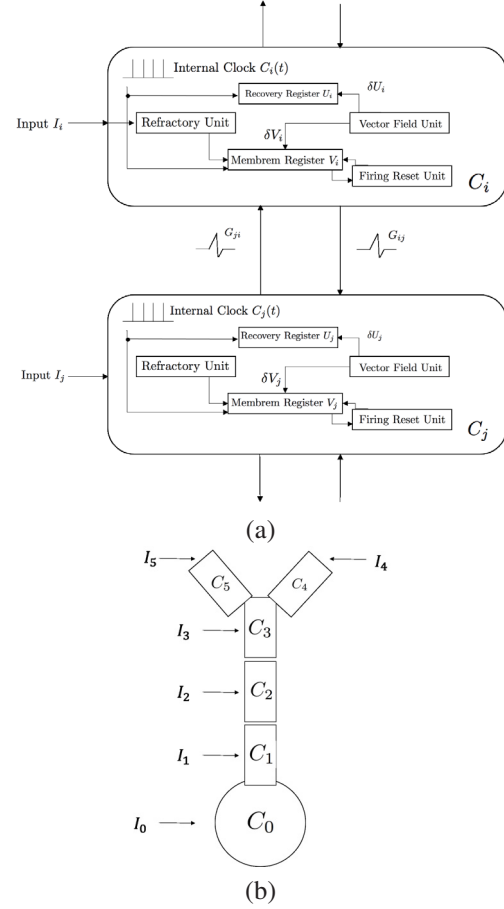 Internal Clock C_i(t)
Recovery Register U_i
δU_i
Input I_i
Refractory Unit
Vector Field Unit
δV_i
Membrem Register V_i
Firing Reset Unit
C_i
G_ji
G_ij
Internal Clock C_j(t)
Recovery Register U_j
δU_j
Input I_j
Refractory Unit
Vector Field Unit
δV_j
Membrem Register V_j
Firing Reset Unit
C_j
(a)
I_5
C_5
C_4
I_4
I_3
C_3
I_2
C_2
I_1
C_1
I_0
C_0
(b)